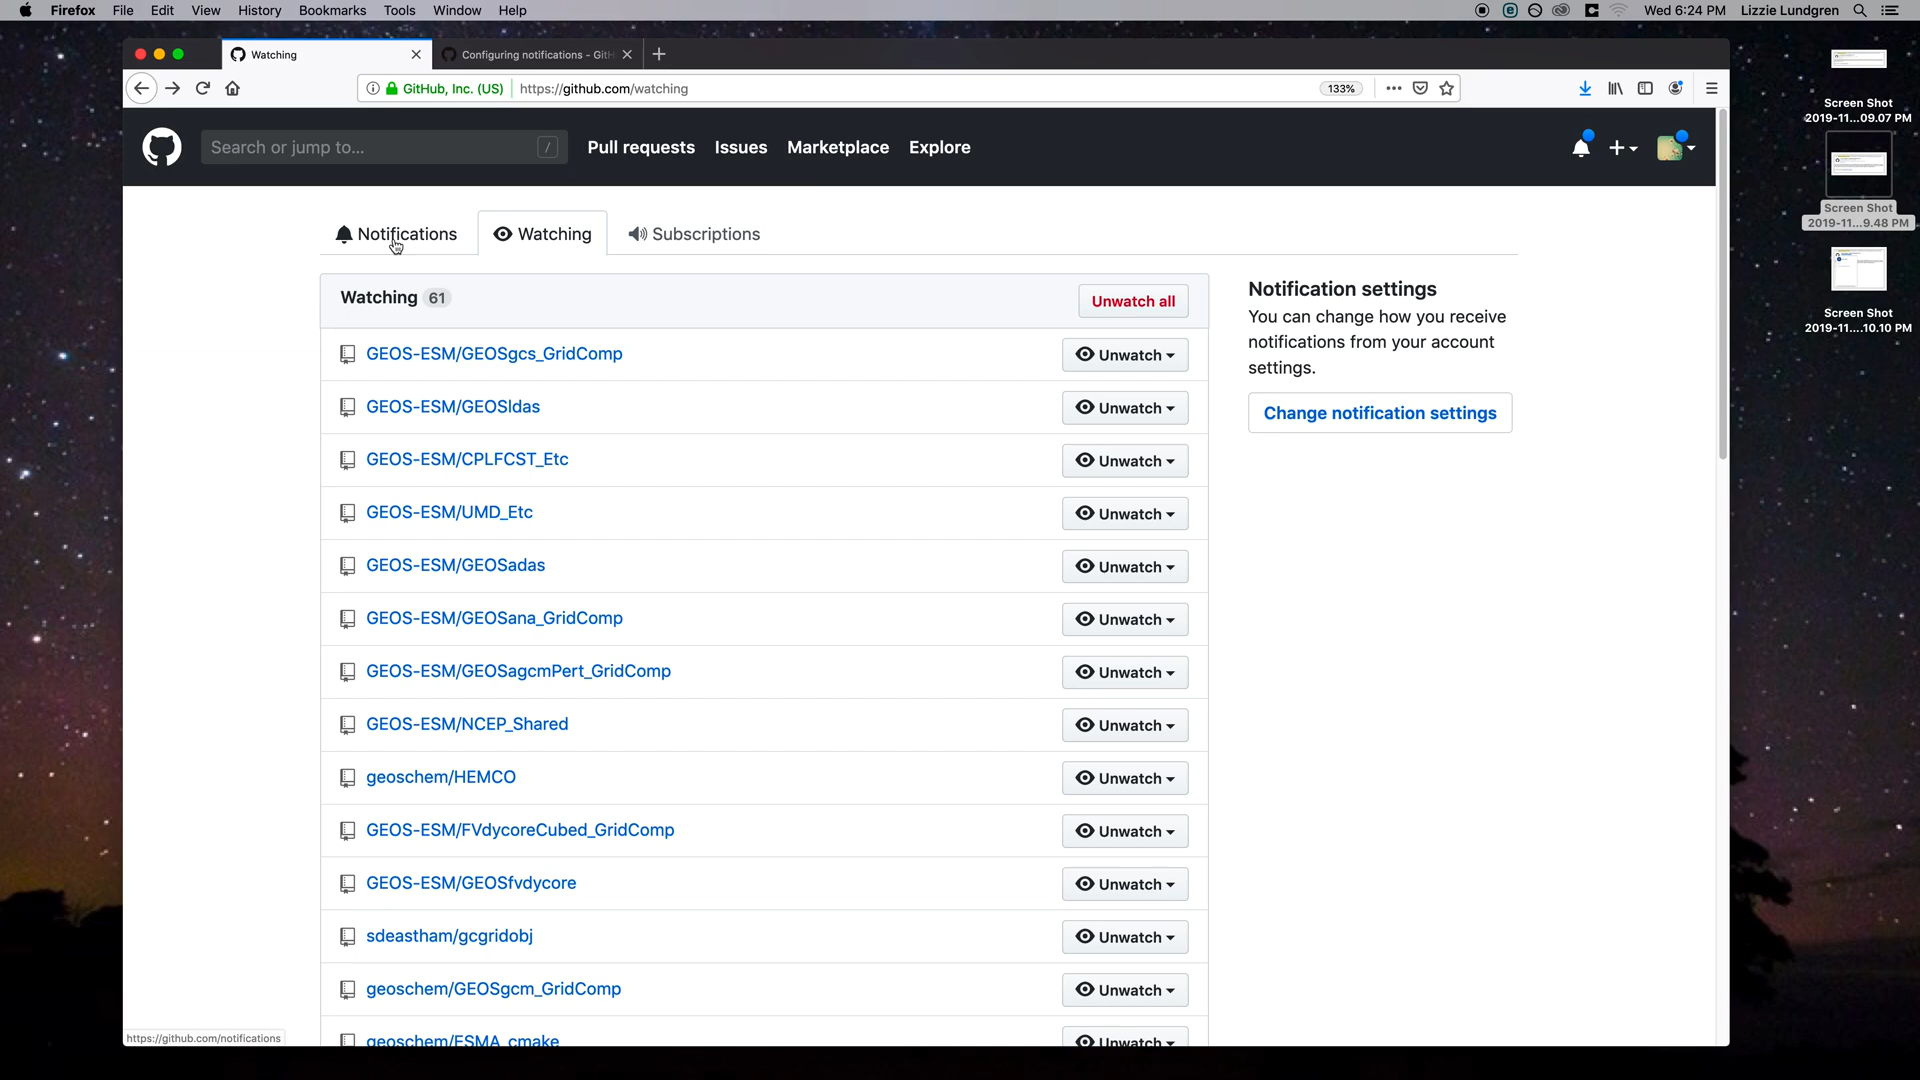 Firefox File Edit View History Bookmarks Tools Window Help
Wed 6:24 PM Lizzie Lundgren
Watching
Configuring notifications - GitH
GitHub, Inc. (US) https://github.com/watching
133%
Search or jump to...
/
Pull requests Issues Marketplace Explore
Notifications
Watching
Subscriptions
Watching 61
Unwatch all
GEOS-ESM/GEOSgcs_GridComp
Unwatch
GEOS-ESM/GEOSldas
Unwatch
GEOS-ESM/CPLFCST_Etc
Unwatch
GEOS-ESM/UMD_Etc
Unwatch
GEOS-ESM/GEOSadas
Unwatch
GEOS-ESM/GEOSana_GridComp
Unwatch
GEOS-ESM/GEOSagcmPert_GridComp
Unwatch
GEOS-ESM/NCEP_Shared
Unwatch
geoschem/HEMCO
Unwatch
GEOS-ESM/FVdycoreCubed_GridComp
Unwatch
GEOS-ESM/GEOSfvdycore
Unwatch
sdeastham/gcgridobj
Unwatch
geoschem/GEOSgcm_GridComp
Unwatch
geoschem/ESMA_cmake
Unwatch
Notification settings
You can change how you receive
notifications from your account
settings.
Change notification settings
https://github.com/notifications
Screen Shot
2019-11...09.07 PM
Screen Shot
2019-11...9.48 PM
Screen Shot
2019-11....10.10 PM